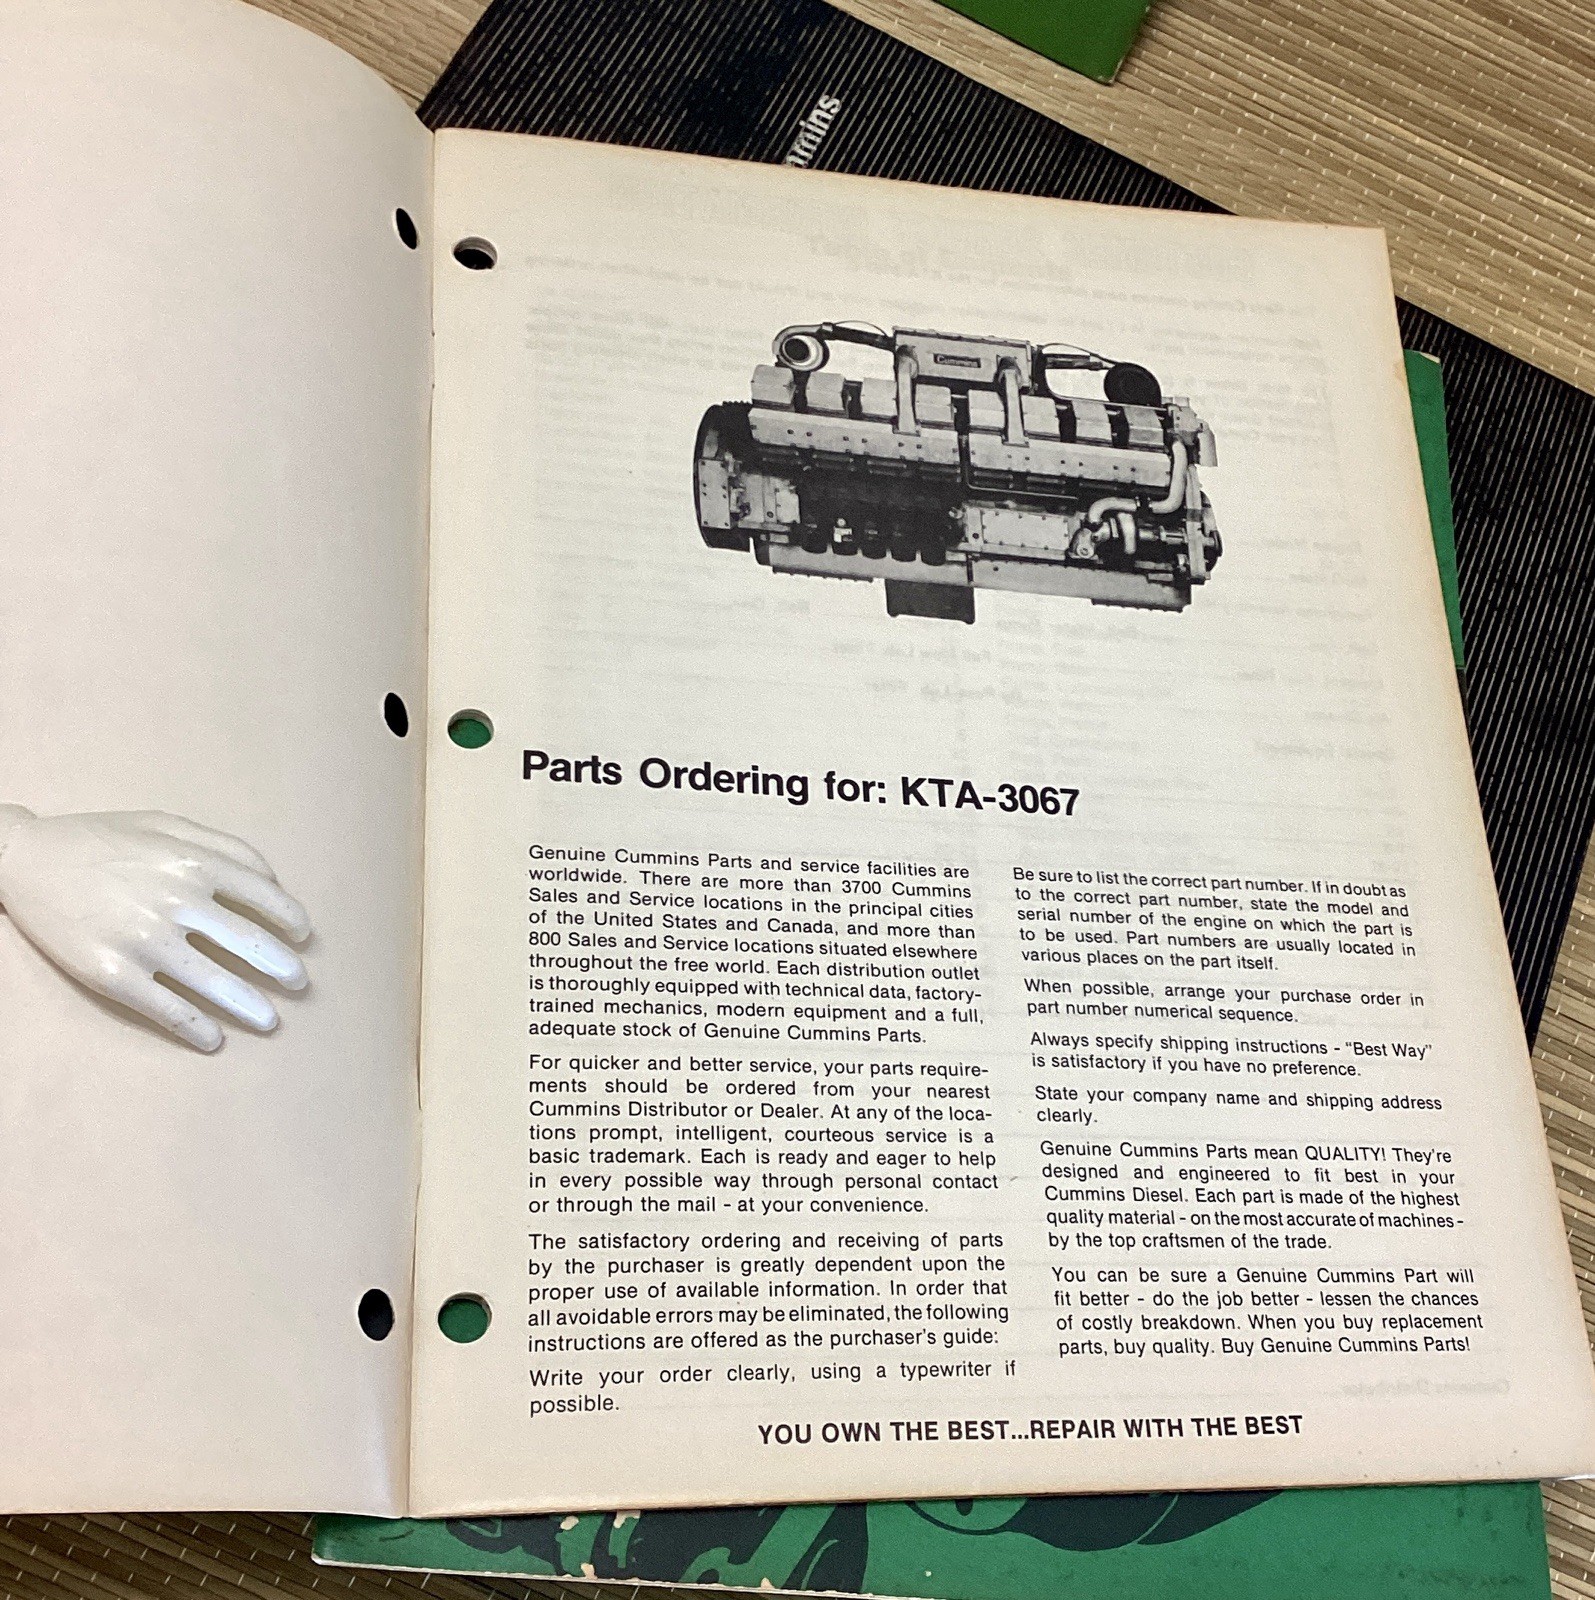 Cummins
Parts Ordering for: KTA-3067
Genuine Cummins Parts and service facilities are
worldwide. There are more than 3700 Cummins
Sales and Service locations in the principal cities
of the United States and Canada, and more than
800 Sales and Service locations situated elsewhere
throughout the free world. Each distribution outlet
is thoroughly equipped with technical data, factory-
trained mechanics, modern equipment and a full,
adequate stock of Genuine Cummins Parts.
For quicker and better service, your parts require-
ments should be ordered from your nearest
Cummins Distributor or Dealer. At any of the loca-
tions prompt, intelligent, courteous service is a
basic trademark. Each is ready and eager to help
in every possible way through personal contact
or through the mail - at your convenience.
The satisfactory ordering and receiving of parts
by the purchaser is greatly dependent upon the
proper use of available information. In order that
all avoidable errors may be eliminated, the following
instructions are offered as the purchaser's guide:
Write your order clearly, using a typewriter if
possible.
Be sure to list the correct part number. If in doubt as
to the correct part number, state the model and
serial number of the engine on which the part is
to be used. Part numbers are usually located in
various places on the part itself.
When possible, arrange your purchase order in
part number numerical sequence.
Always specify shipping instructions - "Best Way"
is satisfactory if you have no preference.
State your company name and shipping address
clearly.
Genuine Cummins Parts mean QUALITY! They're
designed and engineered to fit best in your
Cummins Diesel. Each part is made of the highest
quality material - on the most accurate of machines -
by the top craftsmen of the trade.
You can be sure a Genuine Cummins Part will
fit better - do the job better - lessen the chances
of costly breakdown. When you buy replacement
parts, buy quality. Buy Genuine Cummins Parts!
YOU OWN THE BEST...REPAIR WITH THE BEST